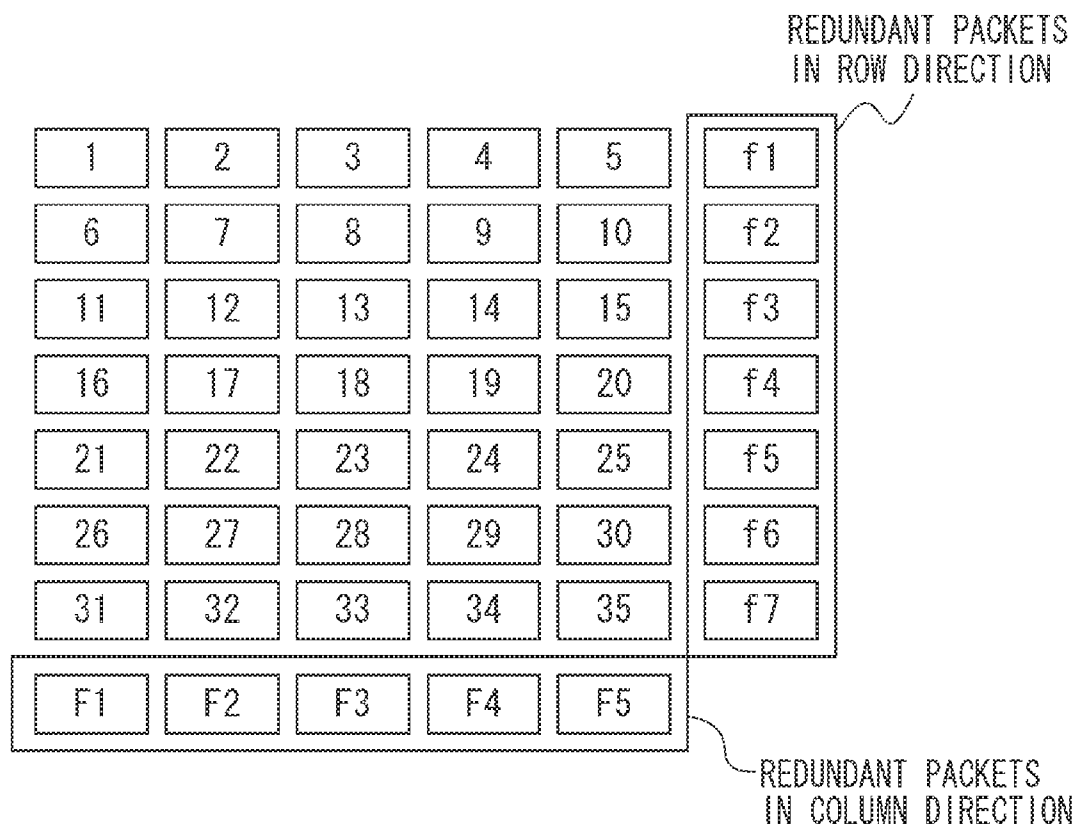 REDUNDANT PACKETS
IN ROW DIRECTION
1 2 3 4 5 f1
6 7 8 9 10 f2
11 12 13 14 15 f3
16 17 18 19 20 f4
21 22 23 24 25 f5
26 27 28 29 30 f6
31 32 33 34 35 f7
F1 F2 F3 F4 F5
REDUNDANT PACKETS
IN COLUMN DIRECTION